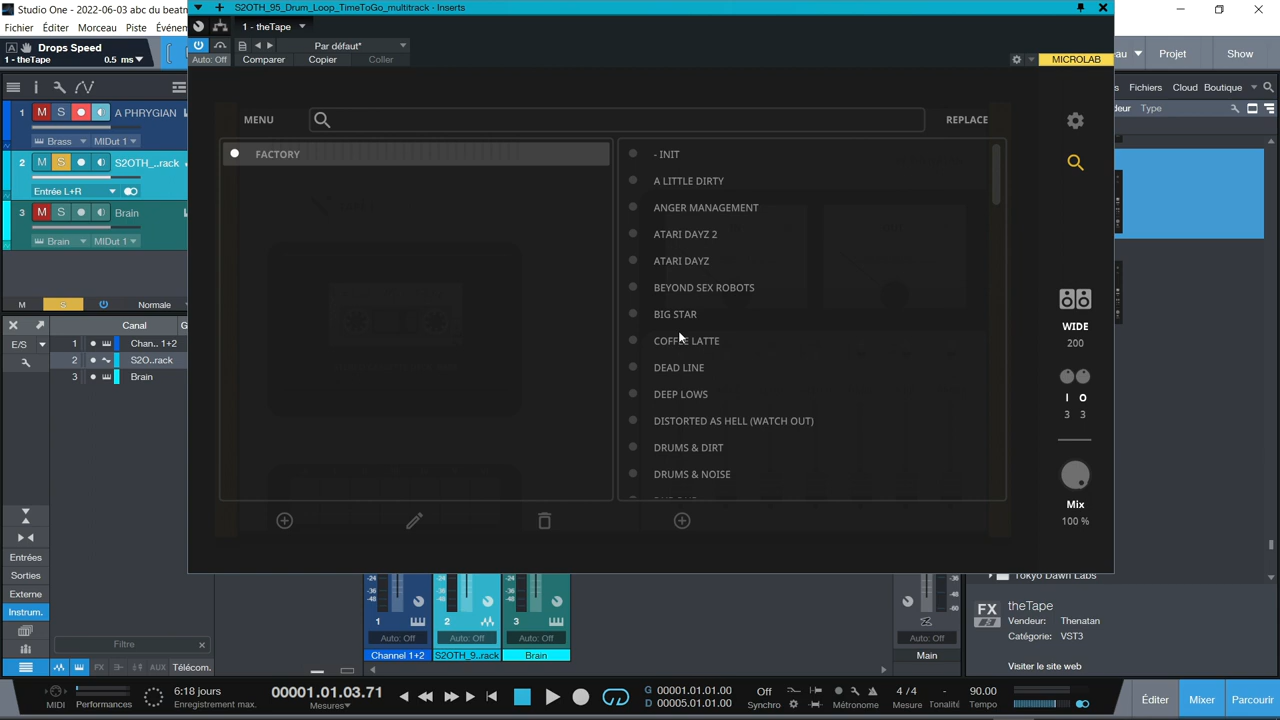 Studio One - 2022-06-03 abc du beatm
S2OTH_95_Drum_Loop_TimeToGo_multitrack - Inserts
Fichier Éditer Morceau Piste Événem
1 - theTape
A Drops Speed
1 - theTape 0.5 ms
Par défaut*
Auto: Off Comparer Copier Coller
MICROLAB
Projet Show
MENU
REPLACE
Fichiers Cloud Boutique
Type
1 M S A PHRYGIAN
Brass MIDut 1
2 M S S2OTH_..rack
Entrée L+R
3 M S Brain
Brain MIDut 1
M S Normale
Canal
E/S 1 Chan.. 1+2
2 S2O..rack
3 Brain
FACTORY
- INIT
A LITTLE DIRTY
ANGER MANAGEMENT
ATARI DAYZ 2
ATARI DAYZ
BEYOND SEX ROBOTS
BIG STAR
COFFEE LATTE
DEAD LINE
DEEP LOWS
DISTORTED AS HELL (WATCH OUT)
DRUMS & DIRT
DRUMS & NOISE
WIDE
200
I O
3 3
Mix
100 %
Entrées
Sorties
Externe
Instrum.
Filtre
FX AUX Télécom.
-24 -36 -48
1 2 3
Auto: Off Auto: Off Auto: Off Auto: Off
Channel 1+2 S2OTH_9..rack Brain Main
Tokyo Dawn Labs
FX theTape
Vendeur: Thenatan
Catégorie: VST3
Visiter le site web
MIDI Performances
6:18 jours
Enregistrement max.
00001.01.03.71
Mesures
G 00001.01.01.00
D 00005.01.01.00
Off
Synchro
Métronome
4 / 4
Mesure
-
Tonalité
90.00
Tempo
Éditer Mixer Parcourir